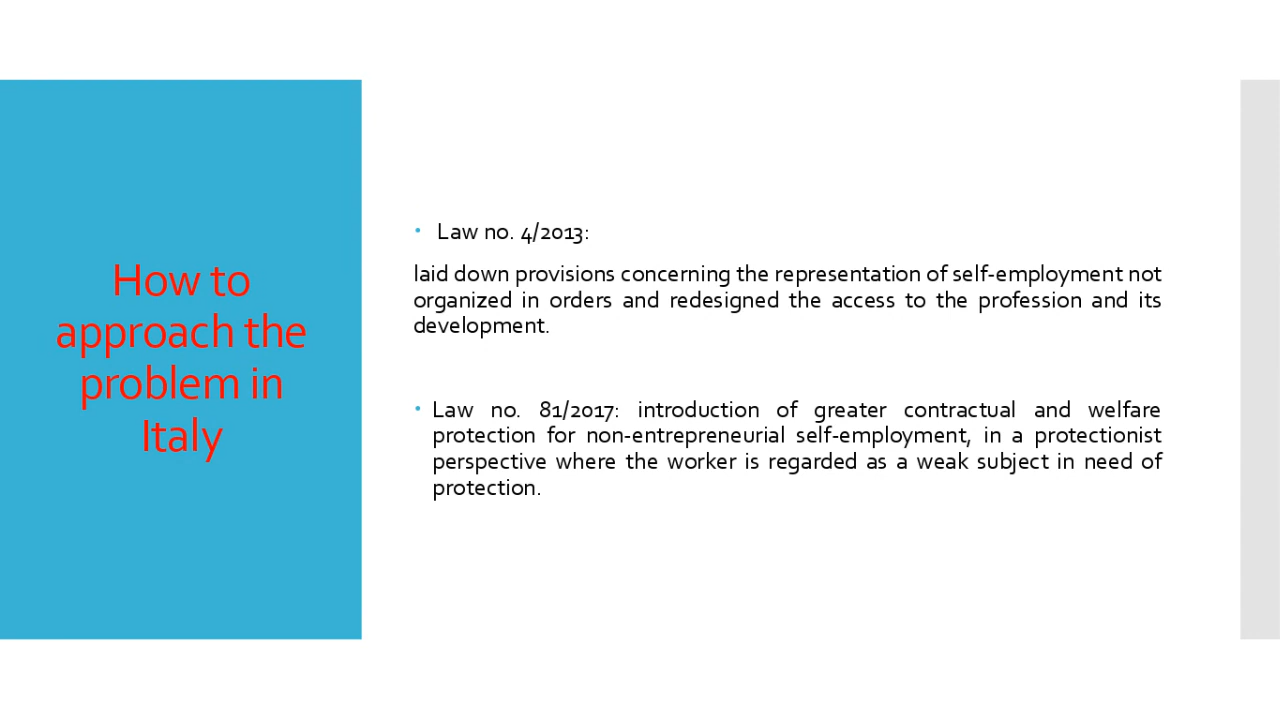 How to
approach the
problem in
Italy
• Law no. 4/2013:
laid down provisions concerning the representation of self-employment not
organized in orders and redesigned the access to the profession and its
development.
• Law no. 81/2017: introduction of greater contractual and welfare
protection for non-entrepreneurial self-employment, in a protectionist
perspective where the worker is regarded as a weak subject in need of
protection.